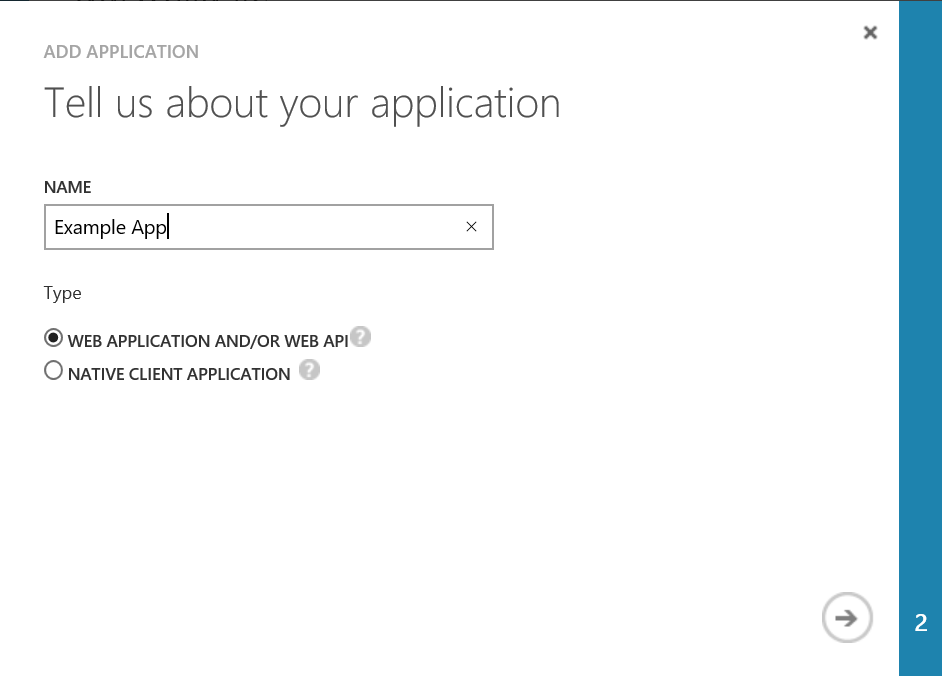 ADD APPLICATION
Tell us about your application
NAME
Example App
Type
WEB APPLICATION AND/OR WEB API ?
NATIVE CLIENT APPLICATION ?
2